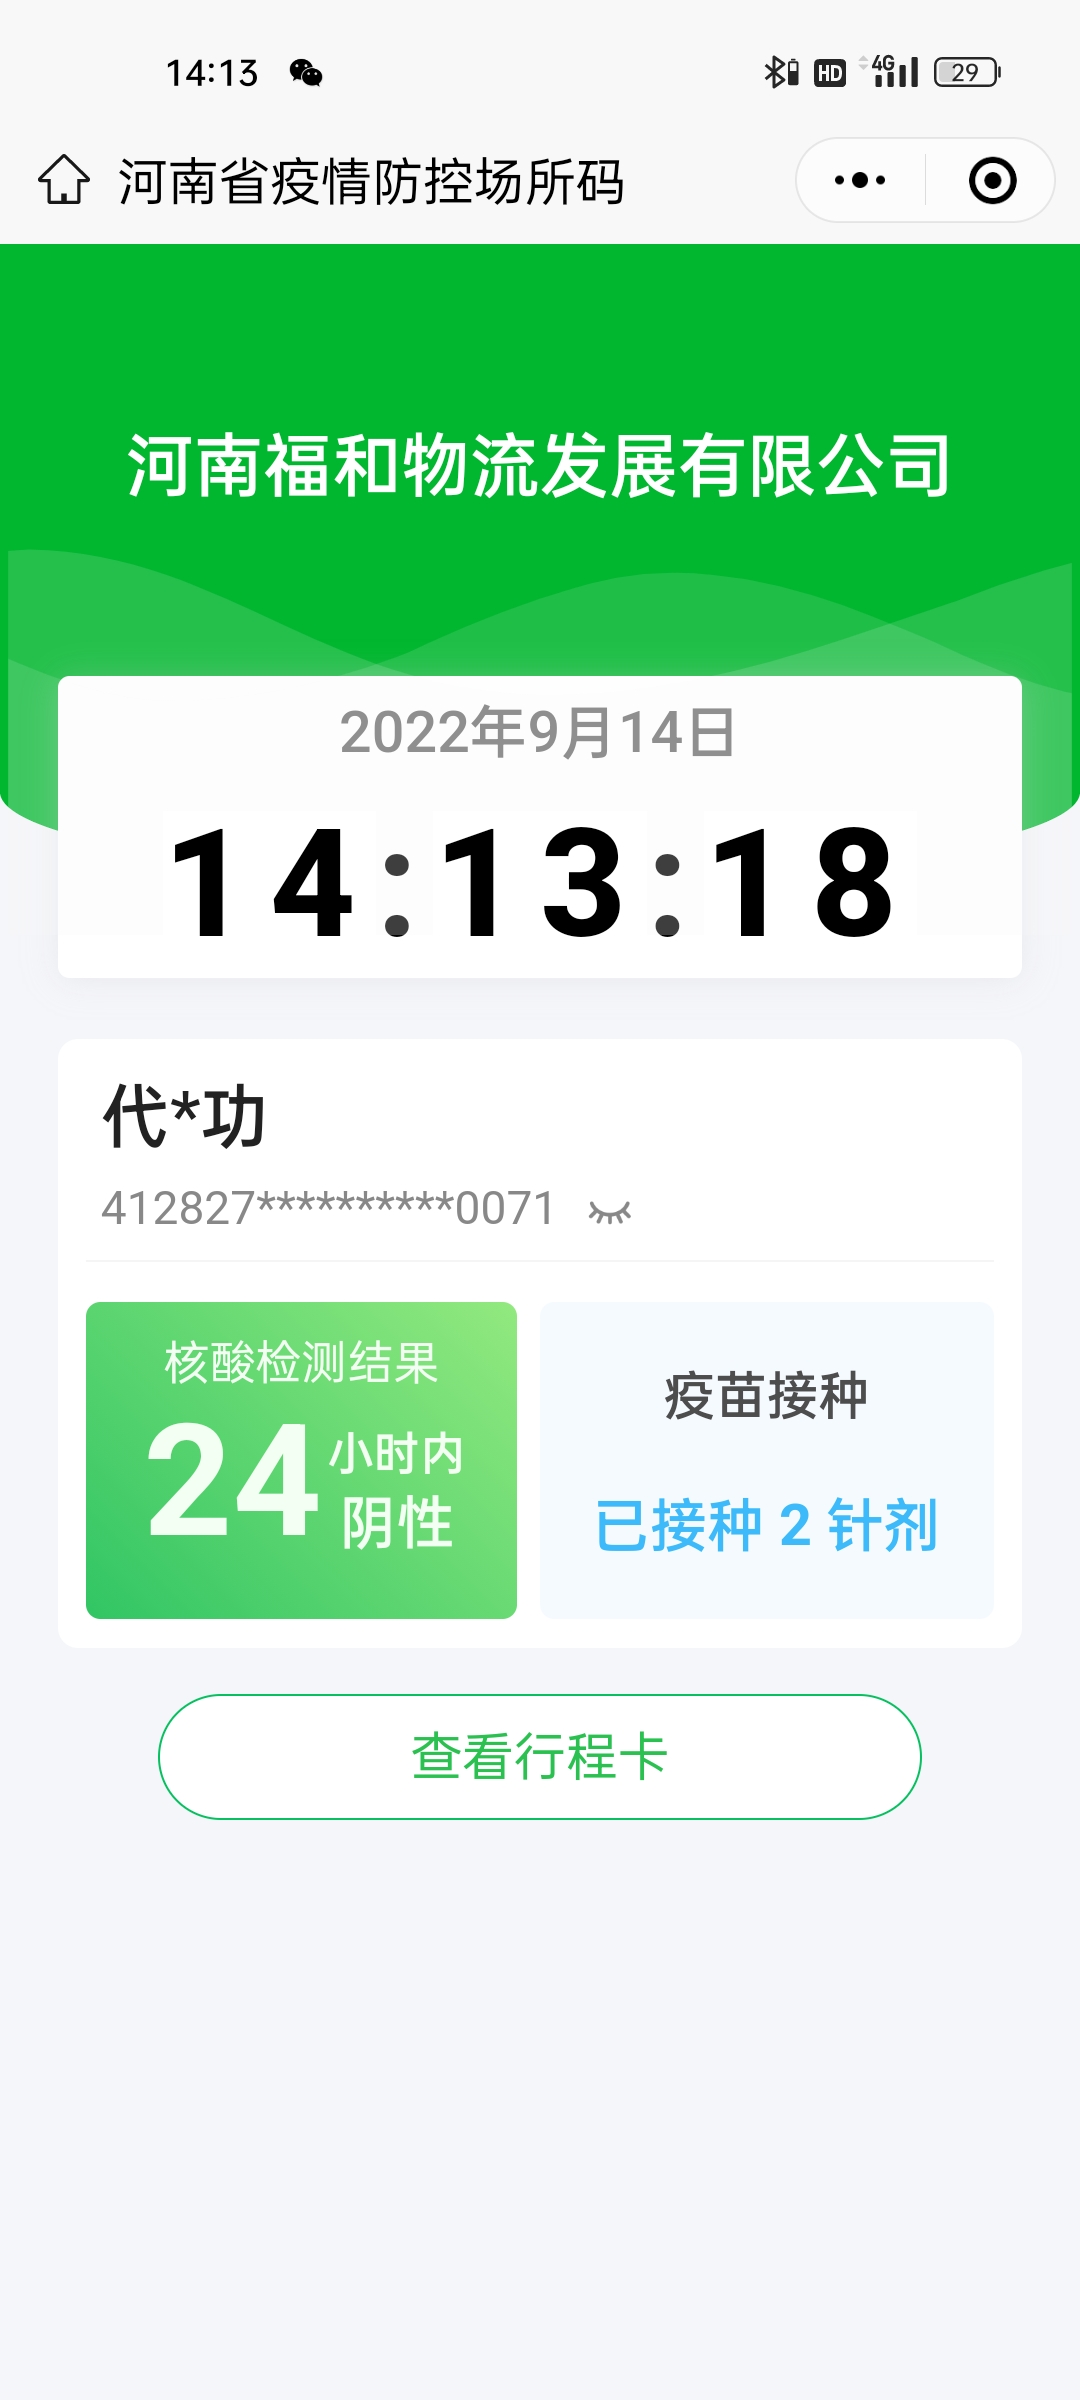 14:13
HD 4G 29
河南省疫情防控场所码
河南福和物流发展有限公司
2022年9月14日
14:13:18
代*功
412827**********0071
核酸检测结果
24 小时内
阴性
疫苗接种
已接种 2 针剂
查看行程卡